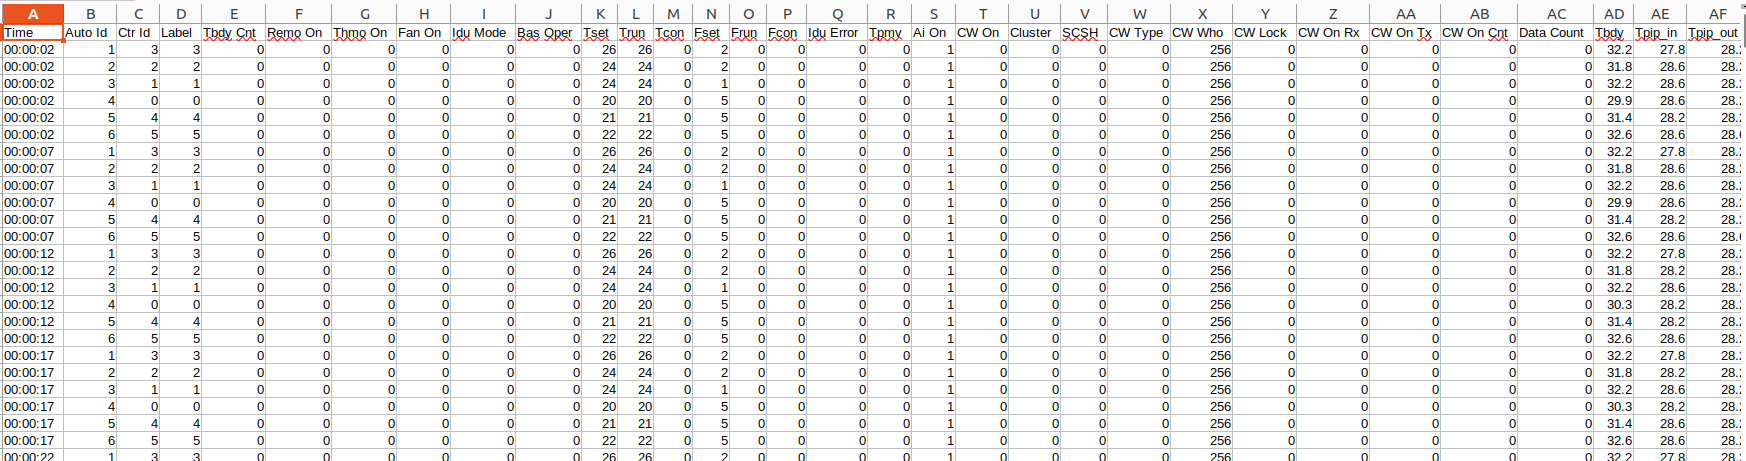 A B C D E F G H I J K L M N O P Q R S T U V W X Y Z AA AB AC AD AE AF
Time Auto Id Ctr Id Label Tbdy Cnt Remo On Thmo On Fan On Idu Mode Bas Oper Tset Trun Tcon Fset Frun Fcon Idu Error Tpmv Ai On CW On Cluster SCSH CW Type CW Who CW Lock CW On Rx CW On Tx CW On Cnt Data Count Tbdy Tpip_in Tpip_out
00:00:02 1 3 3 0 0 0 0 0 0 26 26 0 2 0 0 0 0 1 0 0 0 0 256 0 0 0 0 0 32.2 27.8 28.
00:00:02 2 2 2 0 0 0 0 0 0 24 24 0 2 0 0 0 0 1 0 0 0 0 256 0 0 0 0 0 31.8 28.6 28.
00:00:02 3 1 1 0 0 0 0 0 0 24 24 0 1 0 0 0 0 1 0 0 0 0 256 0 0 0 0 0 32.2 28.6 28.
00:00:02 4 0 0 0 0 0 0 0 0 20 20 0 5 0 0 0 0 1 0 0 0 0 256 0 0 0 0 0 29.9 28.6 28.
00:00:02 5 4 4 0 0 0 0 0 0 21 21 0 5 0 0 0 0 1 0 0 0 0 256 0 0 0 0 0 31.4 28.2 28.
00:00:02 6 5 5 0 0 0 0 0 0 22 22 0 5 0 0 0 0 1 0 0 0 0 256 0 0 0 0 0 32.6 28.6 28.
00:00:07 1 3 3 0 0 0 0 0 0 26 26 0 2 0 0 0 0 1 0 0 0 0 256 0 0 0 0 0 32.2 27.8 28.
00:00:07 2 2 2 0 0 0 0 0 0 24 24 0 2 0 0 0 0 1 0 0 0 0 256 0 0 0 0 0 31.8 28.6 28.
00:00:07 3 1 1 0 0 0 0 0 0 24 24 0 1 0 0 0 0 1 0 0 0 0 256 0 0 0 0 0 32.2 28.6 28.
00:00:07 4 0 0 0 0 0 0 0 0 20 20 0 5 0 0 0 0 1 0 0 0 0 256 0 0 0 0 0 29.9 28.6 28.
00:00:07 5 4 4 0 0 0 0 0 0 21 21 0 5 0 0 0 0 1 0 0 0 0 256 0 0 0 0 0 31.4 28.2 28.
00:00:07 6 5 5 0 0 0 0 0 0 22 22 0 5 0 0 0 0 1 0 0 0 0 256 0 0 0 0 0 32.6 28.6 28.
00:00:12 1 3 3 0 0 0 0 0 0 26 26 0 2 0 0 0 0 1 0 0 0 0 256 0 0 0 0 0 32.2 27.8 28.
00:00:12 2 2 2 0 0 0 0 0 0 24 24 0 2 0 0 0 0 1 0 0 0 0 256 0 0 0 0 0 31.8 28.2 28.
00:00:12 3 1 1 0 0 0 0 0 0 24 24 0 1 0 0 0 0 1 0 0 0 0 256 0 0 0 0 0 32.2 28.6 28.
00:00:12 4 0 0 0 0 0 0 0 0 20 20 0 5 0 0 0 0 1 0 0 0 0 256 0 0 0 0 0 30.3 28.2 28.
00:00:12 5 4 4 0 0 0 0 0 0 21 21 0 5 0 0 0 0 1 0 0 0 0 256 0 0 0 0 0 31.4 28.2 28.
00:00:12 6 5 5 0 0 0 0 0 0 22 22 0 5 0 0 0 0 1 0 0 0 0 256 0 0 0 0 0 32.6 28.6 28.
00:00:17 1 3 3 0 0 0 0 0 0 26 26 0 2 0 0 0 0 1 0 0 0 0 256 0 0 0 0 0 32.2 27.8 28.
00:00:17 2 2 2 0 0 0 0 0 0 24 24 0 2 0 0 0 0 1 0 0 0 0 256 0 0 0 0 0 31.8 28.2 28.
00:00:17 3 1 1 0 0 0 0 0 0 24 24 0 1 0 0 0 0 1 0 0 0 0 256 0 0 0 0 0 32.2 28.6 28.
00:00:17 4 0 0 0 0 0 0 0 0 20 20 0 5 0 0 0 0 1 0 0 0 0 256 0 0 0 0 0 30.3 28.2 28.
00:00:17 5 4 4 0 0 0 0 0 0 21 21 0 5 0 0 0 0 1 0 0 0 0 256 0 0 0 0 0 31.4 28.6 28.
00:00:17 6 5 5 0 0 0 0 0 0 22 22 0 5 0 0 0 0 1 0 0 0 0 256 0 0 0 0 0 32.6 28.6 28.
00:00:22 1 3 3 0 0 0 0 0 0 26 26 0 2 0 0 0 0 1 0 0 0 0 256 0 0 0 0 0 32.2 27.8 28.